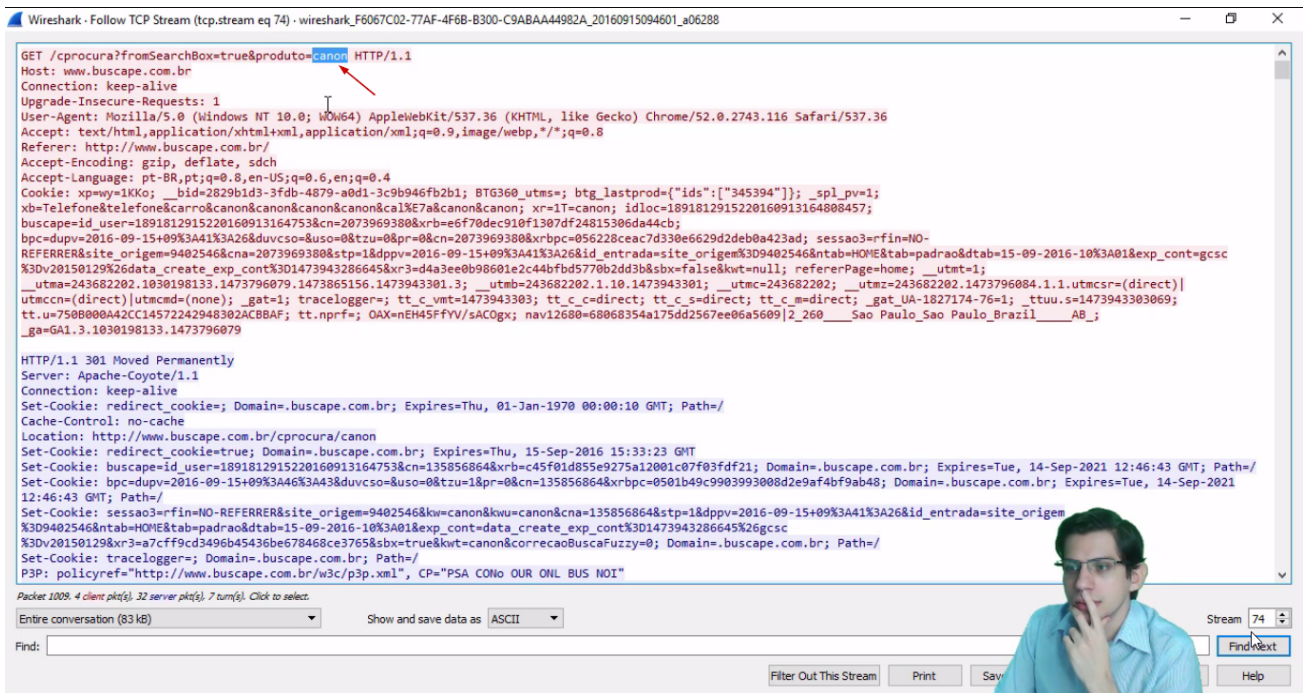 Wireshark · Follow TCP Stream (tcp.stream eq 74) · wireshark_F6067C02-77AF-4F6B-B300-C9ABAA44982A_20160915094601_a06288
GET /cprocura?fromSearchBox=true&produto=canon HTTP/1.1
Host: www.buscape.com.br
Connection: keep-alive
Upgrade-Insecure-Requests: 1
User-Agent: Mozilla/5.0 (Windows NT 10.0; WOW64) AppleWebKit/537.36 (KHTML, like Gecko) Chrome/52.0.2743.116 Safari/537.36
Accept: text/html,application/xhtml+xml,application/xml;q=0.9,image/webp,*/*;q=0.8
Referer: http://www.buscape.com.br/
Accept-Encoding: gzip, deflate, sdch
Accept-Language: pt-BR,pt;q=0.8,en-US;q=0.6,en;q=0.4
Cookie: xp=wy=1KKo; __bid=2829b1d3-3fdb-4879-a0d1-3c9b946fb2b1; BTG360_utms=; btg_lastprod={"ids":["345394"]}; _spl_pv=1;
xb=Telefone&telefone&carro&canon&canon&canon&canon&cal%E7a&canon&canon; xr=1T=canon; idloc=1891812915220160913164808457;
buscape=id_user=1891812915220160913164753&cn=2073969380&xrb=e6f70dec910f1307df24815306da44cb;
bpc=dupv=2016-09-15+09%3A41%3A26&duvcso=&uso=0&tzu=0&pr=0&cn=2073969380&xrbpc=056228ceac7d330e6629d2deb0a423ad; sessao3=rfin=NO-
REFERRER&site_origem=9402546&cna=2073969380&stp=1&dppv=2016-09-15+09%3A41%3A26&id_entrada=site_origem%3D9402546&ntab=HOME&tab=padrao&dtab=15-09-2016-10%3A01&exp_cont=gcsc
%3Dv20150129%26data_create_exp_cont%3D1473943286645&xr3=d4a3ee0b98601e2c44bfbd5770b2dd3b&sbx=false&kwt=null; refererPage=home; __utmt=1;
__utma=243682202.1030198133.1473796079.1473865156.1473943301.3; __utmb=243682202.1.10.1473943301; __utmc=243682202; __utmz=243682202.1473796084.1.1.utmcsr=(direct)|
utmccn=(direct)|utmcmd=(none); _gat=1; tracelogger=; tt_c_vmt=1473943303; tt_c_c=direct; tt_c_s=direct; tt_c_m=direct; _gat_UA-1827174-76=1; _ttuu.s=1473943303069;
tt.u=750B000A42CC14572242948302ACBBAF; tt.nprf=; OAX=nEH45FfYV/sACOgx; nav12680=68068354a175dd2567ee06a5609|2_260____Sao Paulo_Sao Paulo_Brazil_____AB_;
_ga=GA1.3.1030198133.1473796079
HTTP/1.1 301 Moved Permanently
Server: Apache-Coyote/1.1
Connection: keep-alive
Set-Cookie: redirect_cookie=; Domain=.buscape.com.br; Expires=Thu, 01-Jan-1970 00:00:10 GMT; Path=/
Cache-Control: no-cache
Location: http://www.buscape.com.br/cprocura/canon
Set-Cookie: redirect_cookie=true; Domain=.buscape.com.br; Expires=Thu, 15-Sep-2016 15:33:23 GMT
Set-Cookie: buscape=id_user=1891812915220160913164753&cn=135856864&xrb=c45f01d855e9275a12001c07f03fdf21; Domain=.buscape.com.br; Expires=Tue, 14-Sep-2021 12:46:43 GMT; Path=/
Set-Cookie: bpc=dupv=2016-09-15+09%3A46%3A43&duvcso=&uso=0&tzu=1&pr=0&cn=135856864&xrbpc=0501b49c9903993008d2e9af4bf9ab48; Domain=.buscape.com.br; Expires=Tue, 14-Sep-2021
12:46:43 GMT; Path=/
Set-Cookie: sessao3=rfin=NO-REFERRER&site_origem=9402546&kw=canon&kwu=canon&cna=135856864&stp=1&dppv=2016-09-15+09%3A41%3A26&id_entrada=site_origem
%3D9402546&ntab=HOME&tab=padrao&dtab=15-09-2016-10%3A01&exp_cont=data_create_exp_cont%3D1473943286645%26gcsc
%3Dv20150129&xr3=a7cff9cd3496b45436be678468ce3765&sbx=true&kwt=canon&correcaoBuscaFuzzy=0; Domain=.buscape.com.br; Path=/
Set-Cookie: tracelogger=; Domain=.buscape.com.br; Path=/
P3P: policyref="http://www.buscape.com.br/w3c/p3p.xml", CP="PSA CONo OUR ONL BUS NOI"
Packet 1009. 4 client pkt(s), 32 server pkt(s), 7 turn(s). Click to select.
Entire conversation (83 kB) Show and save data as ASCII Stream 74
Find: Find Next
Filter Out This Stream Print Help